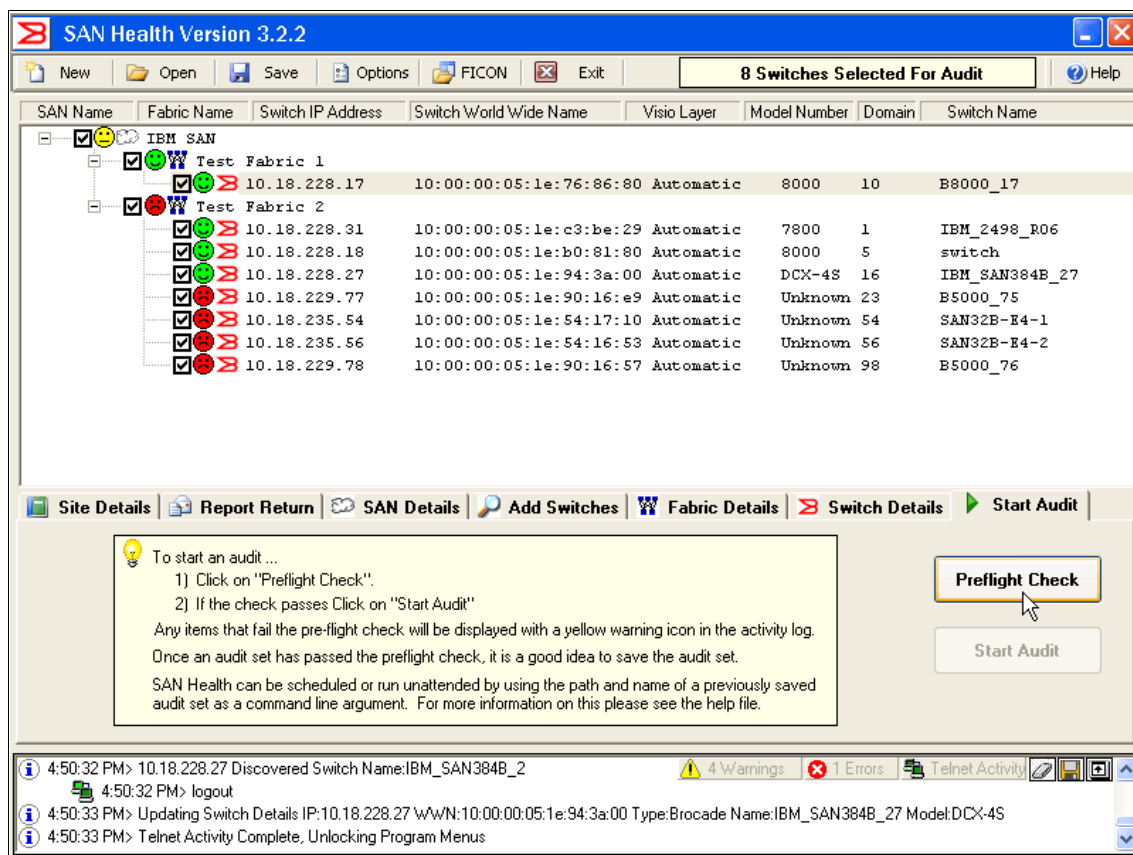 SAN Health Version 3.2.2
New Open Save Options FICON Exit 8 Switches Selected For Audit Help
SAN Name Fabric Name Switch IP Address Switch World Wide Name Visio Layer Model Number Domain Switch Name
IBM SAN
Test Fabric 1
10.18.228.17 10:00:00:05:1e:76:86:80 Automatic 8000 10 B8000_17
Test Fabric 2
10.18.228.31 10:00:00:05:1e:c3:be:29 Automatic 7800 1 IBM_2498_R06
10.18.228.18 10:00:00:05:1e:b0:81:80 Automatic 8000 5 switch
10.18.228.27 10:00:00:05:1e:94:3a:00 Automatic DCX-4S 16 IBM_SAN384B_27
10.18.229.77 10:00:00:05:1e:90:16:e9 Automatic Unknown 23 B5000_75
10.18.235.54 10:00:00:05:1e:54:17:10 Automatic Unknown 54 SAN32B-E4-1
10.18.235.56 10:00:00:05:1e:54:16:53 Automatic Unknown 56 SAN32B-E4-2
10.18.229.78 10:00:00:05:1e:90:16:57 Automatic Unknown 98 B5000_76
Site Details Report Return SAN Details Add Switches Fabric Details Switch Details Start Audit
To start an audit ...
1) Click on "Preflight Check".
2) If the check passes Click on "Start Audit"
Any items that fail the pre-flight check will be displayed with a yellow warning icon in the activity log.
Once an audit set has passed the preflight check, it is a good idea to save the audit set.
SAN Health can be scheduled or run unattended by using the path and name of a previously saved
audit set as a command line argument. For more information on this please see the help file.
Preflight Check
Start Audit
4:50:32 PM> 10.18.228.27 Discovered Switch Name:IBM_SAN384B_2 4 Warnings 1 Errors Telnet Activity
4:50:32 PM> logout
4:50:33 PM> Updating Switch Details IP:10.18.228.27 WWN:10:00:00:05:1e:94:3a:00 Type:Brocade Name:IBM_SAN384B_27 Model:DCX-4S
4:50:33 PM> Telnet Activity Complete, Unlocking Program Menus